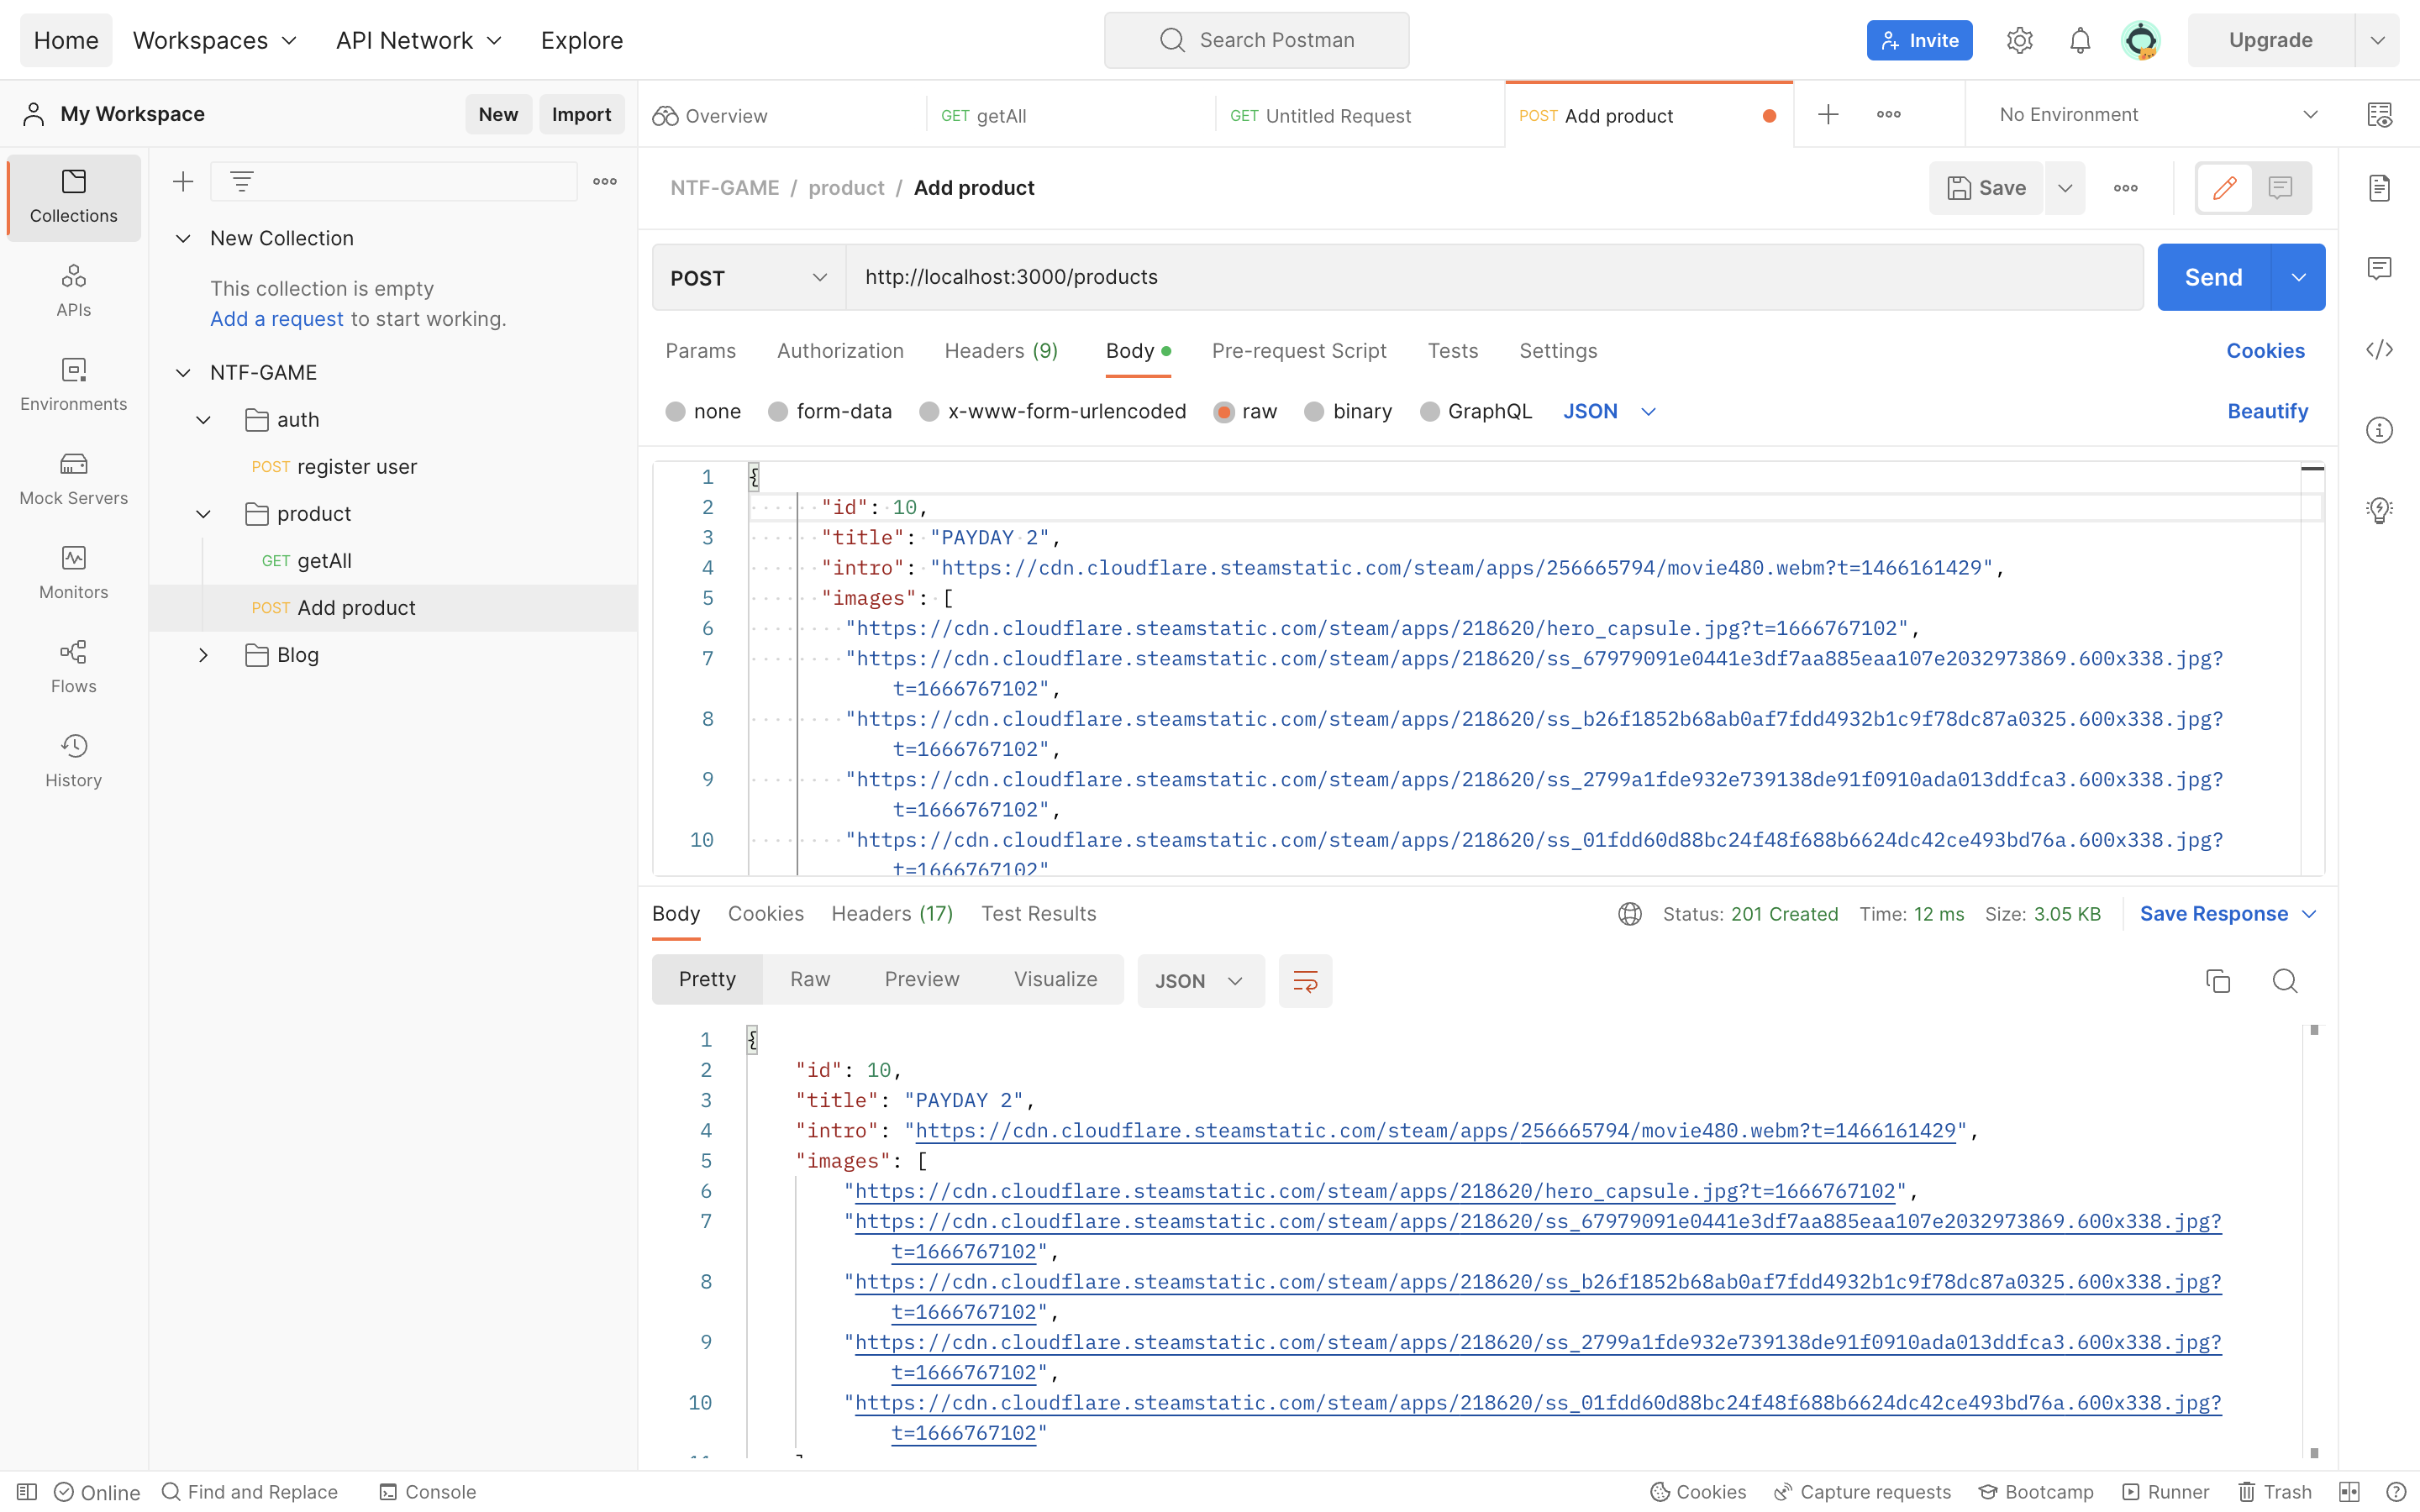 Home Workspaces API Network Explore Search Postman Invite Upgrade
My Workspace New Import Overview GET getAll GET Untitled Request POST Add product No Environment
Collections
APIs
Environments
Mock Servers
Monitors
Flows
History
New Collection
This collection is empty
Add a request to start working.
NTF-GAME
auth
POST register user
product
GET getAll
POST Add product
Blog
NTF-GAME / product / Add product Save
POST http://localhost:3000/products Send
Params Authorization Headers (9) Body Pre-request Script Tests Settings Cookies
none form-data x-www-form-urlencoded raw binary GraphQL JSON Beautify
1 {
2 "id": 10,
3 "title": "PAYDAY 2",
4 "intro": "https://cdn.cloudflare.steamstatic.com/steam/apps/256665794/movie480.webm?t=1466161429",
5 "images": [
6 "https://cdn.cloudflare.steamstatic.com/steam/apps/218620/hero_capsule.jpg?t=1666767102",
7 "https://cdn.cloudflare.steamstatic.com/steam/apps/218620/ss_67979091e0441e3df7aa885eaa107e2032973869.600x338.jpg?
t=1666767102",
8 "https://cdn.cloudflare.steamstatic.com/steam/apps/218620/ss_b26f1852b68ab0af7fdd4932b1c9f78dc87a0325.600x338.jpg?
t=1666767102",
9 "https://cdn.cloudflare.steamstatic.com/steam/apps/218620/ss_2799a1fde932e739138de91f0910ada013ddfca3.600x338.jpg?
t=1666767102",
10 "https://cdn.cloudflare.steamstatic.com/steam/apps/218620/ss_01fdd60d88bc24f48f688b6624dc42ce493bd76a.600x338.jpg?
t=1666767102"
Body Cookies Headers (17) Test Results Status: 201 Created Time: 12 ms Size: 3.05 KB Save Response
Pretty Raw Preview Visualize JSON
1 {
2 "id": 10,
3 "title": "PAYDAY 2",
4 "intro": "https://cdn.cloudflare.steamstatic.com/steam/apps/256665794/movie480.webm?t=1466161429",
5 "images": [
6 "https://cdn.cloudflare.steamstatic.com/steam/apps/218620/hero_capsule.jpg?t=1666767102",
7 "https://cdn.cloudflare.steamstatic.com/steam/apps/218620/ss_67979091e0441e3df7aa885eaa107e2032973869.600x338.jpg?
t=1666767102",
8 "https://cdn.cloudflare.steamstatic.com/steam/apps/218620/ss_b26f1852b68ab0af7fdd4932b1c9f78dc87a0325.600x338.jpg?
t=1666767102",
9 "https://cdn.cloudflare.steamstatic.com/steam/apps/218620/ss_2799a1fde932e739138de91f0910ada013ddfca3.600x338.jpg?
t=1666767102",
10 "https://cdn.cloudflare.steamstatic.com/steam/apps/218620/ss_01fdd60d88bc24f48f688b6624dc42ce493bd76a.600x338.jpg?
t=1666767102"
Online Find and Replace Console Cookies Capture requests Bootcamp Runner Trash